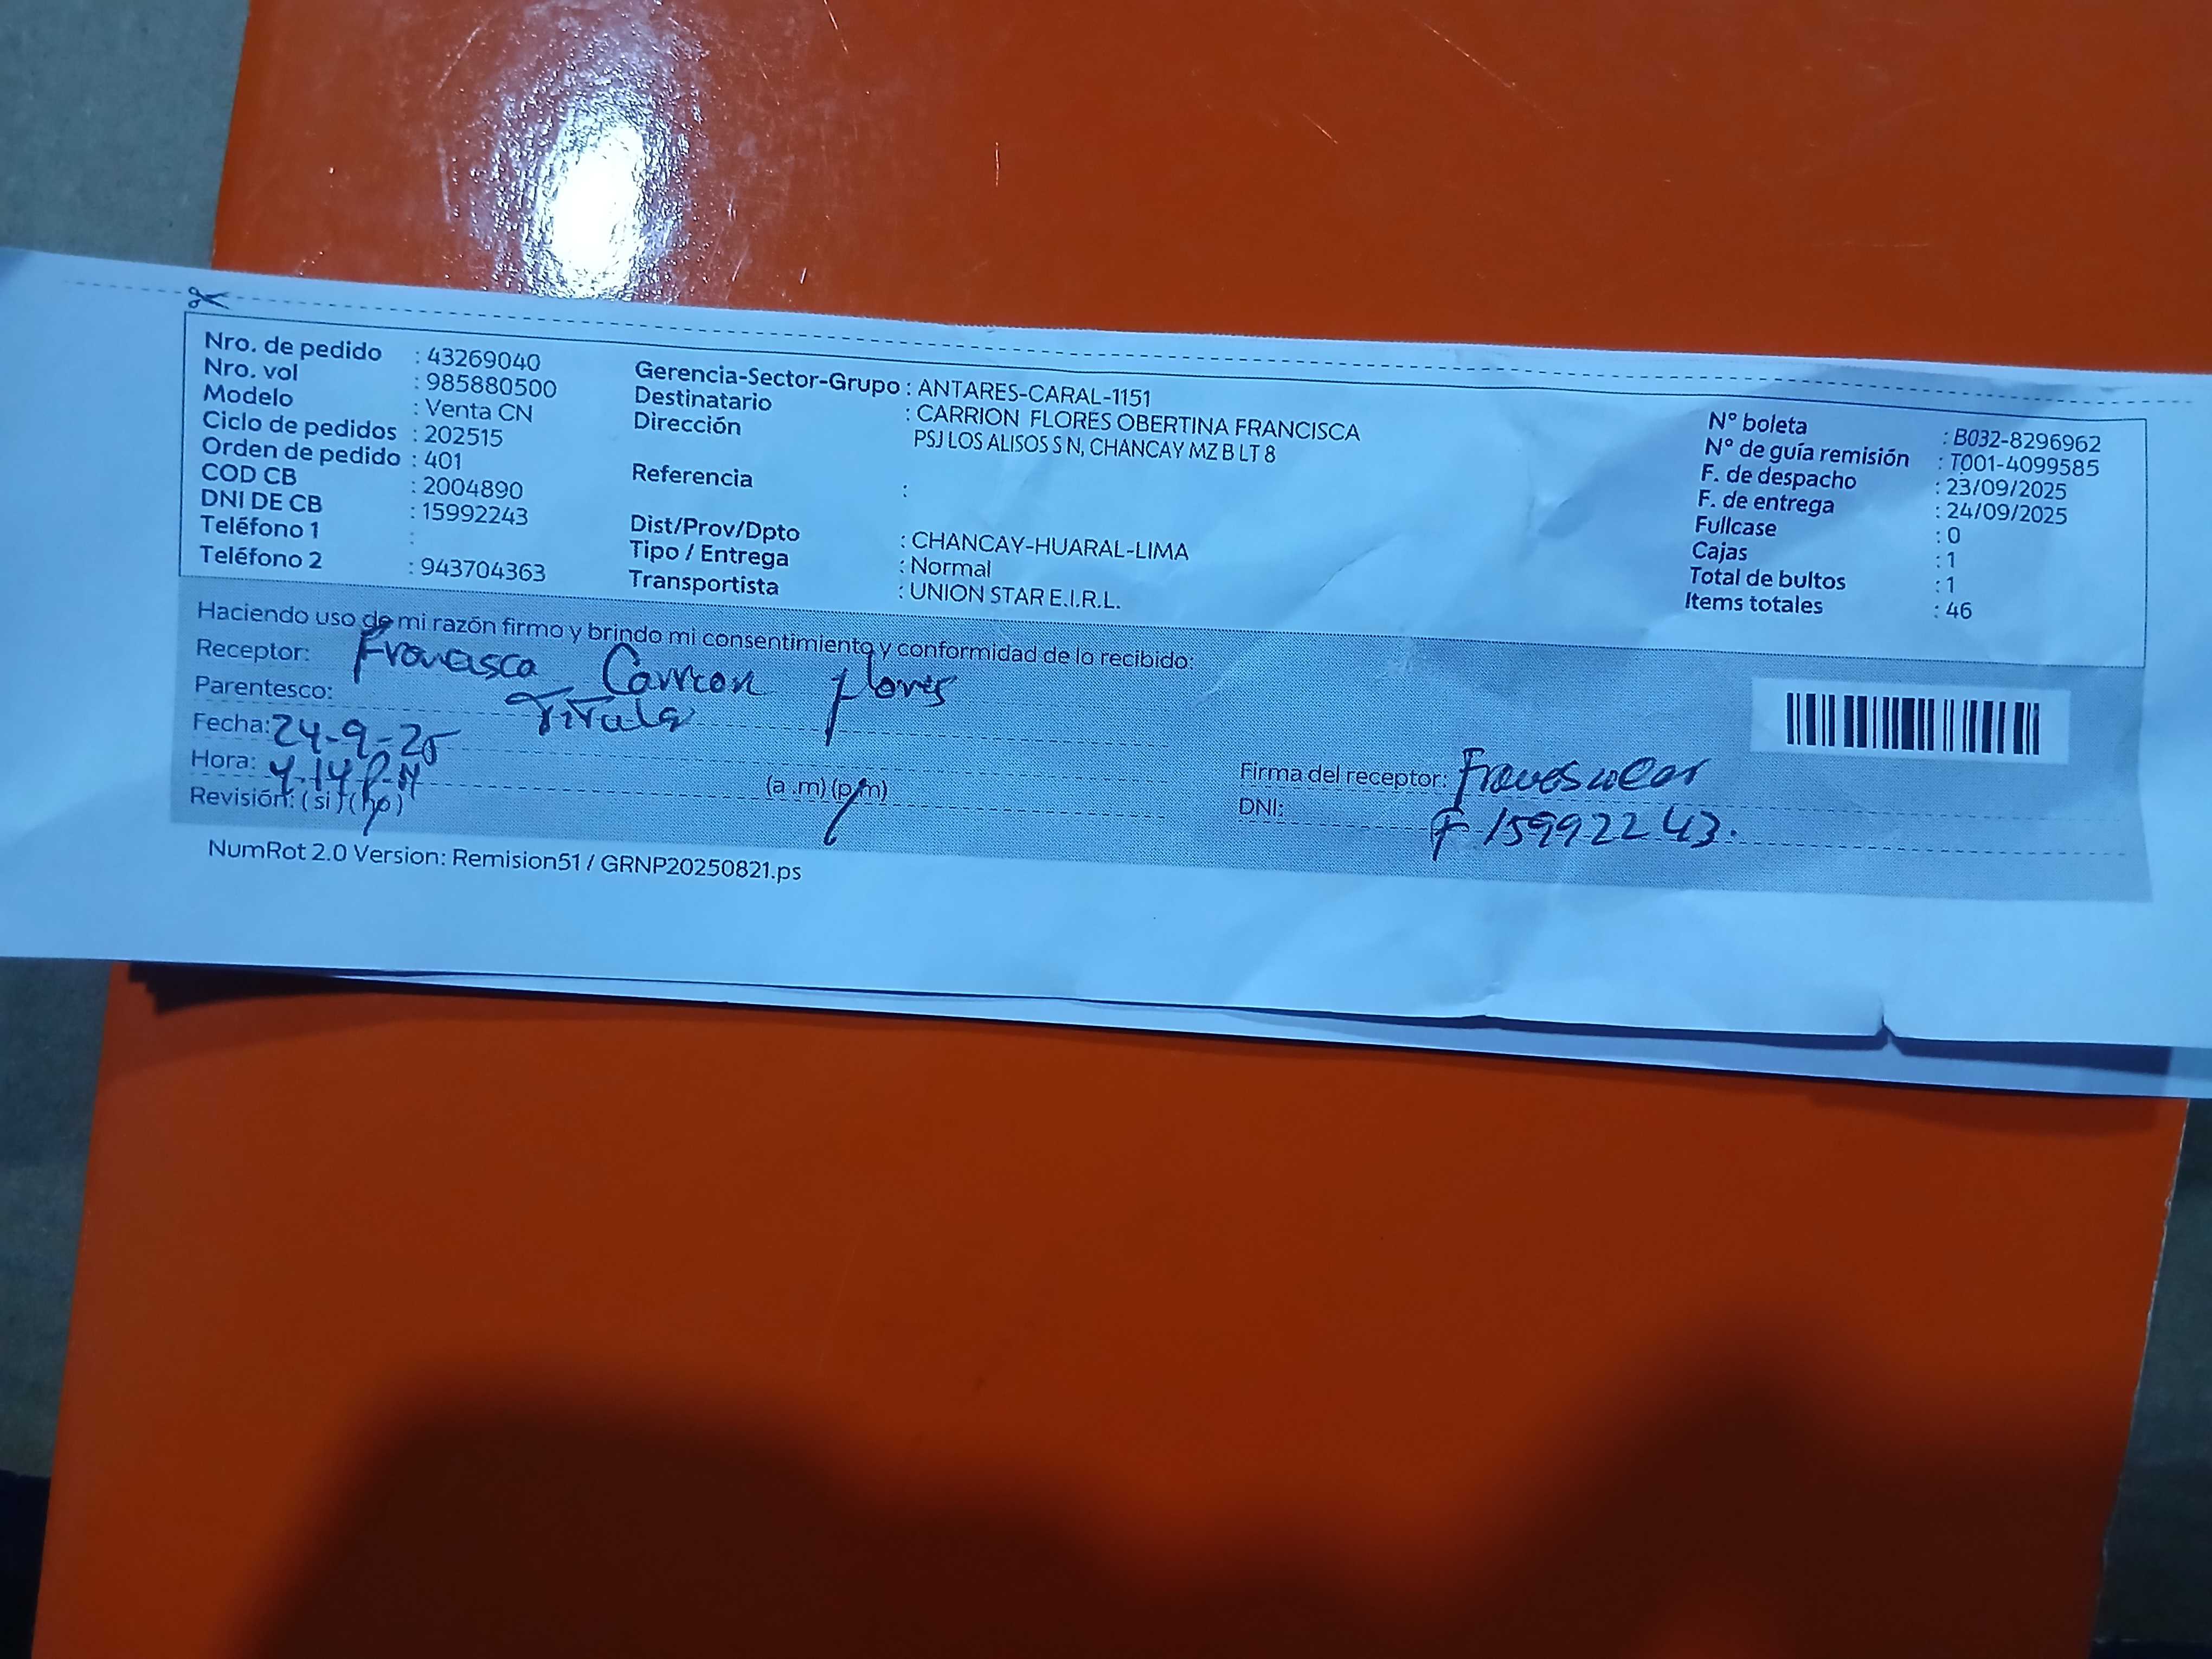 Nro. de pedido : 43269040
Nro. vol : 985880500
Modelo : Venta CN
Ciclo de pedidos : 202515
Orden de pedido : 401
COD CB : 2004890
DNI DE CB : 15992243
Teléfono 1 :
Teléfono 2 : 943704363
Gerencia-Sector-Grupo : ANTARES-CARAL-1151
Destinatario : CARRION FLORES OBERTINA FRANCISCA
Dirección PSJ LOS ALISOS S N, CHANCAY MZ B LT 8
Referencia :
Dist/Prov/Dpto : CHANCAY-HUARAL-LIMA
Tipo / Entrega : Normal
Transportista : UNION STAR E.I.R.L.
N° boleta : B032-8296962
N° de guía remisión : T001-4099585
F. de despacho : 23/09/2025
F. de entrega : 24/09/2025
Fullcase : 0
Cajas : 1
Total de bultos : 1
Items totales : 46
Haciendo uso de mi razón firmo y brindo mi consentimiento y conformidad de lo recibido:
Receptor: Francisca Carrion flores
Parentesco: Titular
Fecha: 24-9-25
Hora: 4.14 P.M (a .m) (p.m)
Revisión: ( si ) (no)
Firma del receptor:
DNI: 15992243.
NumRot 2.0 Version: Remision51 / GRNP20250821.ps